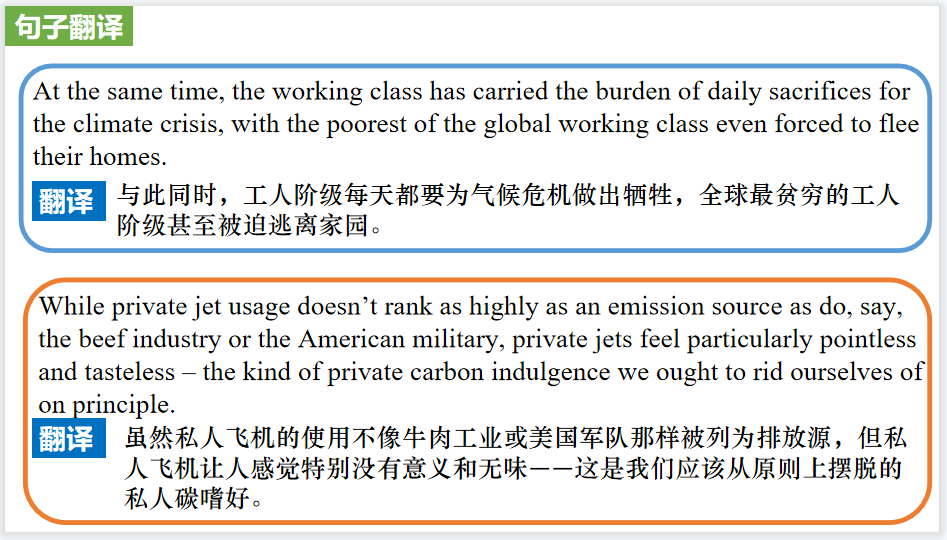 句子翻译
At the same time, the working class has carried the burden of daily sacrifices for
the climate crisis, with the poorest of the global working class even forced to flee
their homes.
翻译 与此同时，工人阶级每天都要为气候危机做出牺牲，全球最贫穷的工人
阶级甚至被迫逃离家园。
While private jet usage doesn’t rank as highly as an emission source as do, say,
the beef industry or the American military, private jets feel particularly pointless
and tasteless – the kind of private carbon indulgence we ought to rid ourselves of
on principle.
翻译 虽然私人飞机的使用不像牛肉工业或美国军队那样被列为排放源，但私
人飞机让人感觉特别没有意义和无味——这是我们应该从原则上摆脱的
私人碳嗜好。